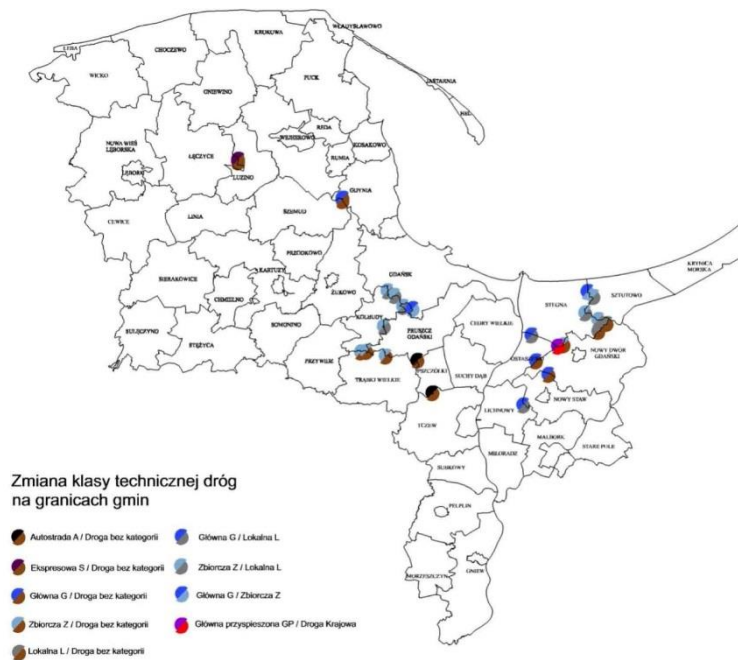 WŁADYSŁAWOWO
ŁEBA
CHOCZEWO
KROKOWA
WICKO
PUCK
GNIEWINO
JASTARNIA
HEL
REDA
WEJHEROWO
NOWA WIEŚ
LĘBORSKA
ŁĘCZYCE
RUMIA
KOSAKOWO
LĘBORK
LUZINO
GDYNIA
CEWICE
LINIA
SZEMUD
PRZODKOWO
GDAŃSK
KRYNICA
MORSKA
SIERAKOWICE
KARTUZY
ŻUKOWO
CHMIELNO
STEGNA
SZTUTOWO
KOLBUDY
SULĘCZYNO
SOMONINO
PRUSZCZ
GDAŃSKI
CEDRY WIELKIE
STĘŻYCA
NOWY DWÓR
GDAŃSKI
PRZYWIDZ
OSTASZEWO
PSZCZÓŁKI
SUCHY DĄB
TRĄBKI WIELKIE
NOWY STAW
LICHNOWY
TCZEW
MALBORK
STARE POLE
MIŁORADZ
SUBKOWY
PELPLIN
MORZESZCZYN
GNIEW
Zmiana klasy technicznej dróg
na granicach gmin
Autostrada A / Droga bez kategorii
Ekspresowa S / Droga bez kategorii
Główna G / Droga bez kategorii
Zbiorcza Z / Droga bez kategorii
Lokalna L / Droga bez kategorii
Główna G / Lokalna L
Zbiorcza Z / Lokalna L
Główna G / Zbiorcza Z
Główna przyspieszona GP / Droga Krajowa